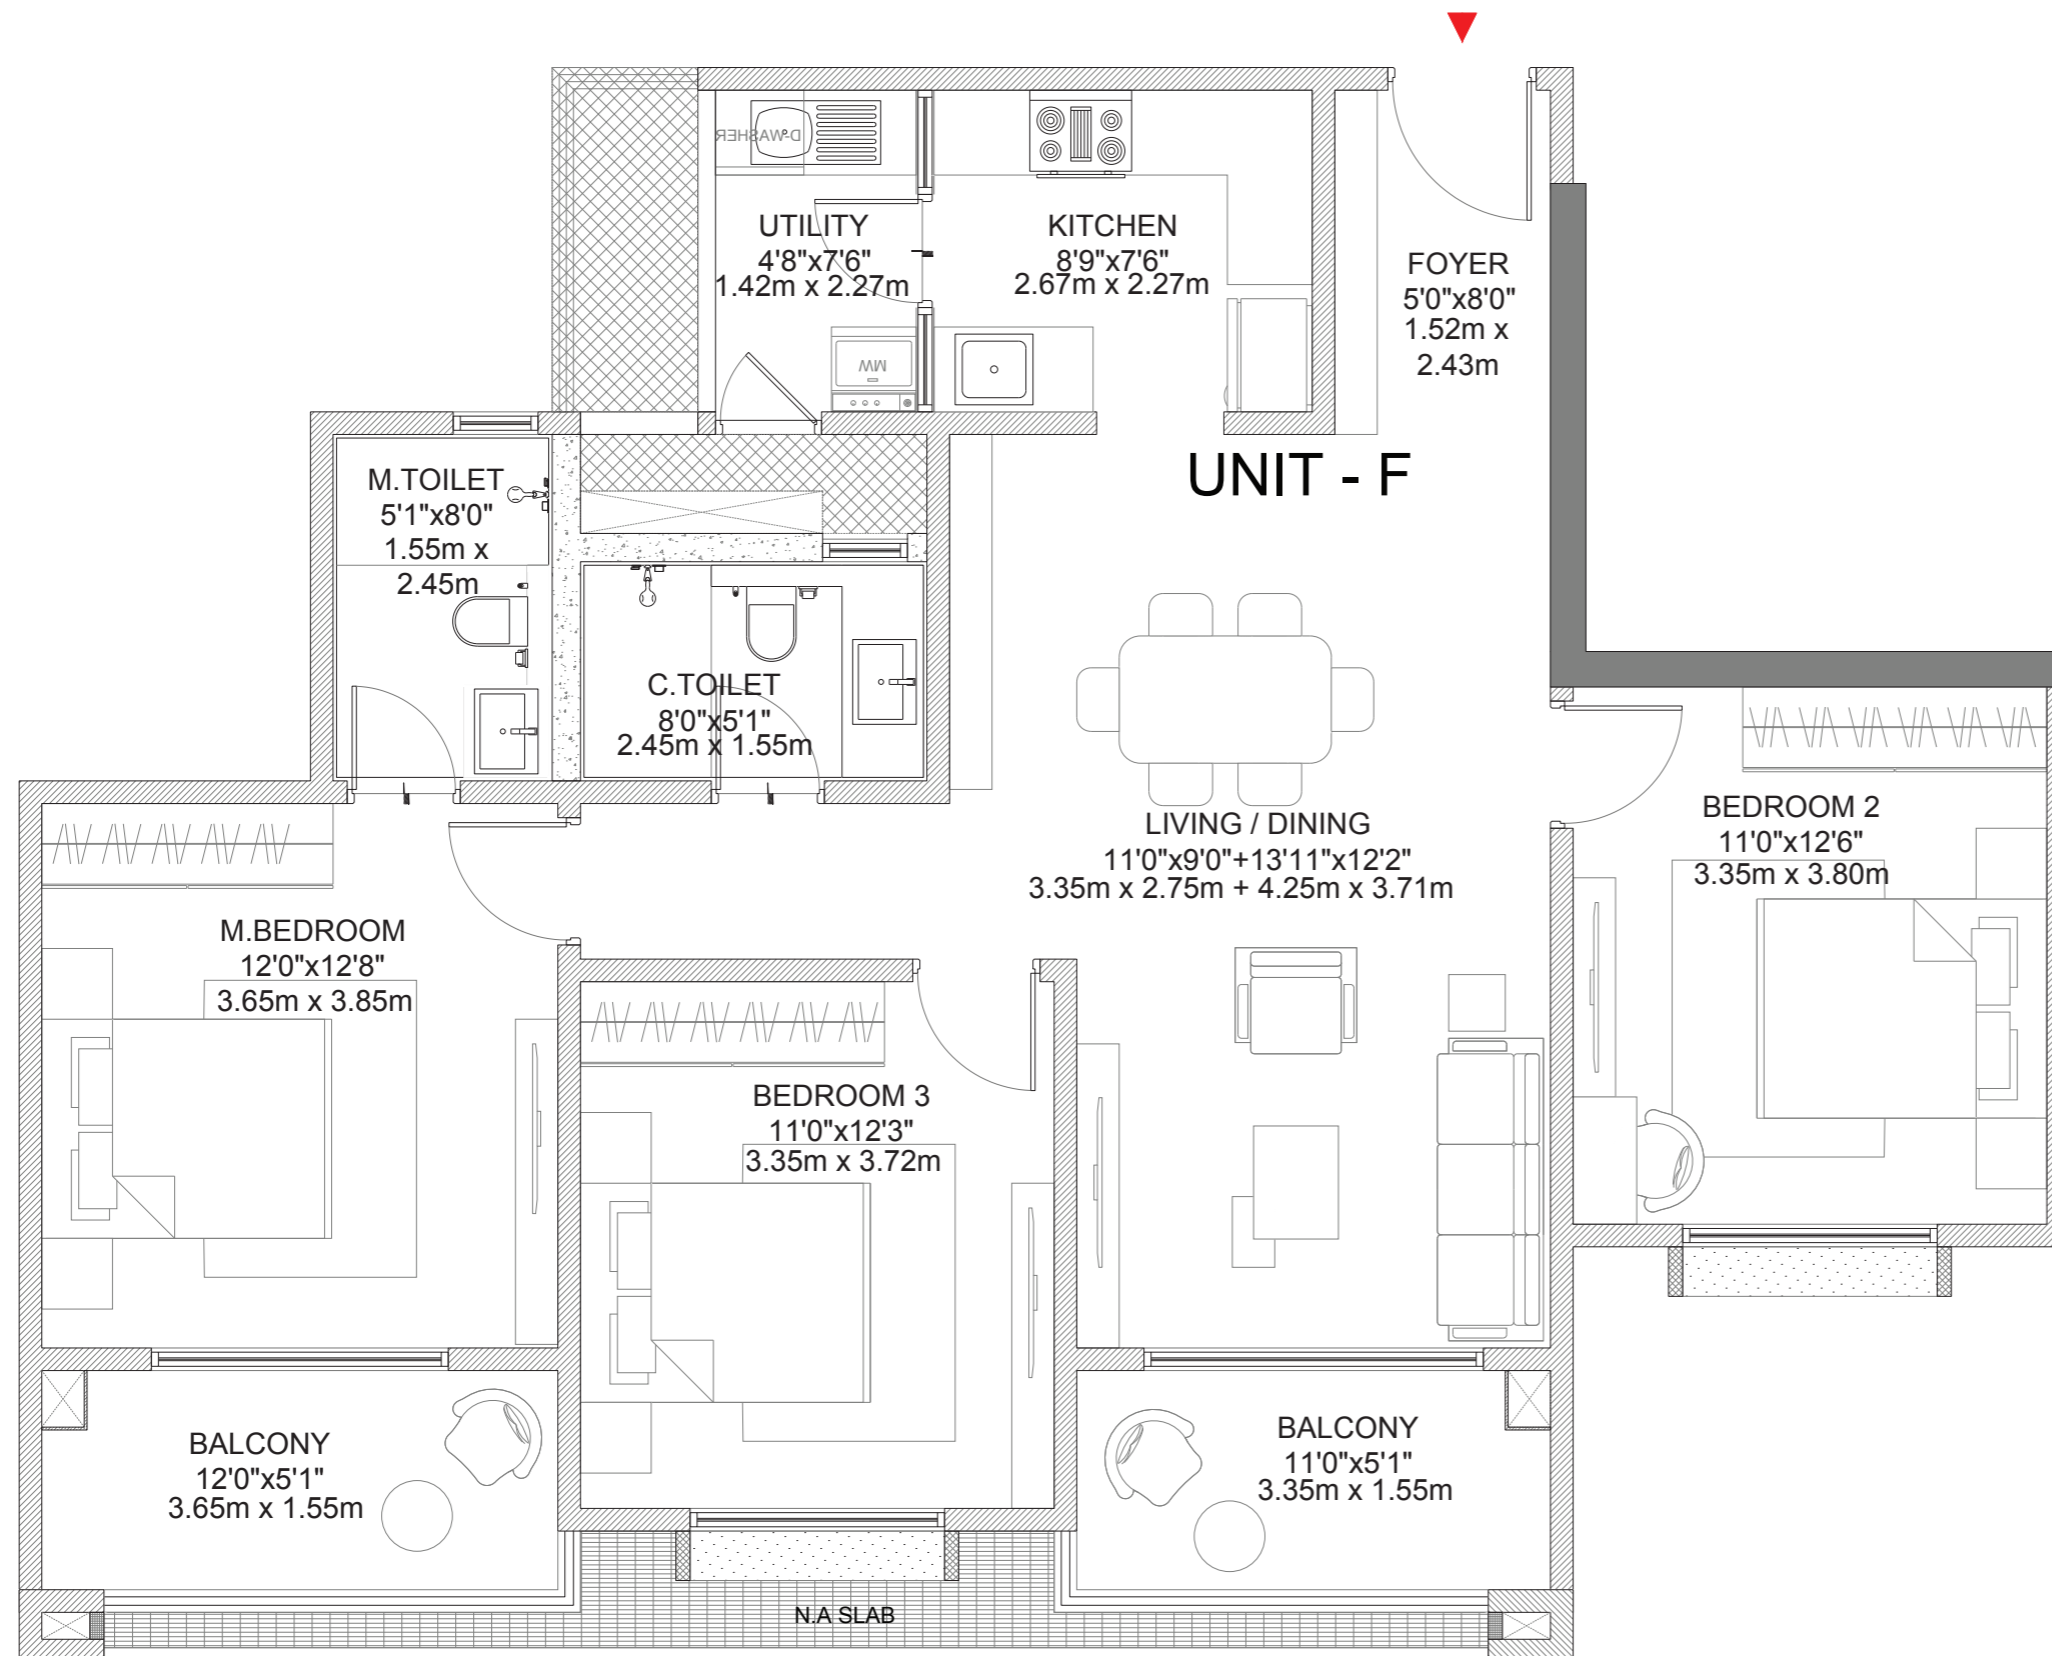 D-WASHER
UTILITY
4'8"x7'6"
1.42m x 2.27m
KITCHEN
8'9"x7'6"
2.67m x 2.27m
FOYER
5'0"x8'0"
1.52m x
2.43m
MW
UNIT - F
M.TOILET
5'1"x8'0"
1.55m x
2.45m
C.TOILET
8'0"x5'1"
2.45m x 1.55m
LIVING / DINING
11'0"x9'0"+13'11"x12'2"
3.35m x 2.75m + 4.25m x 3.71m
BEDROOM 2
11'0"x12'6"
3.35m x 3.80m
M.BEDROOM
12'0"x12'8"
3.65m x 3.85m
BEDROOM 3
11'0"x12'3"
3.35m x 3.72m
BALCONY
12'0"x5'1"
3.65m x 1.55m
BALCONY
11'0"x5'1"
3.35m x 1.55m
N.A SLAB